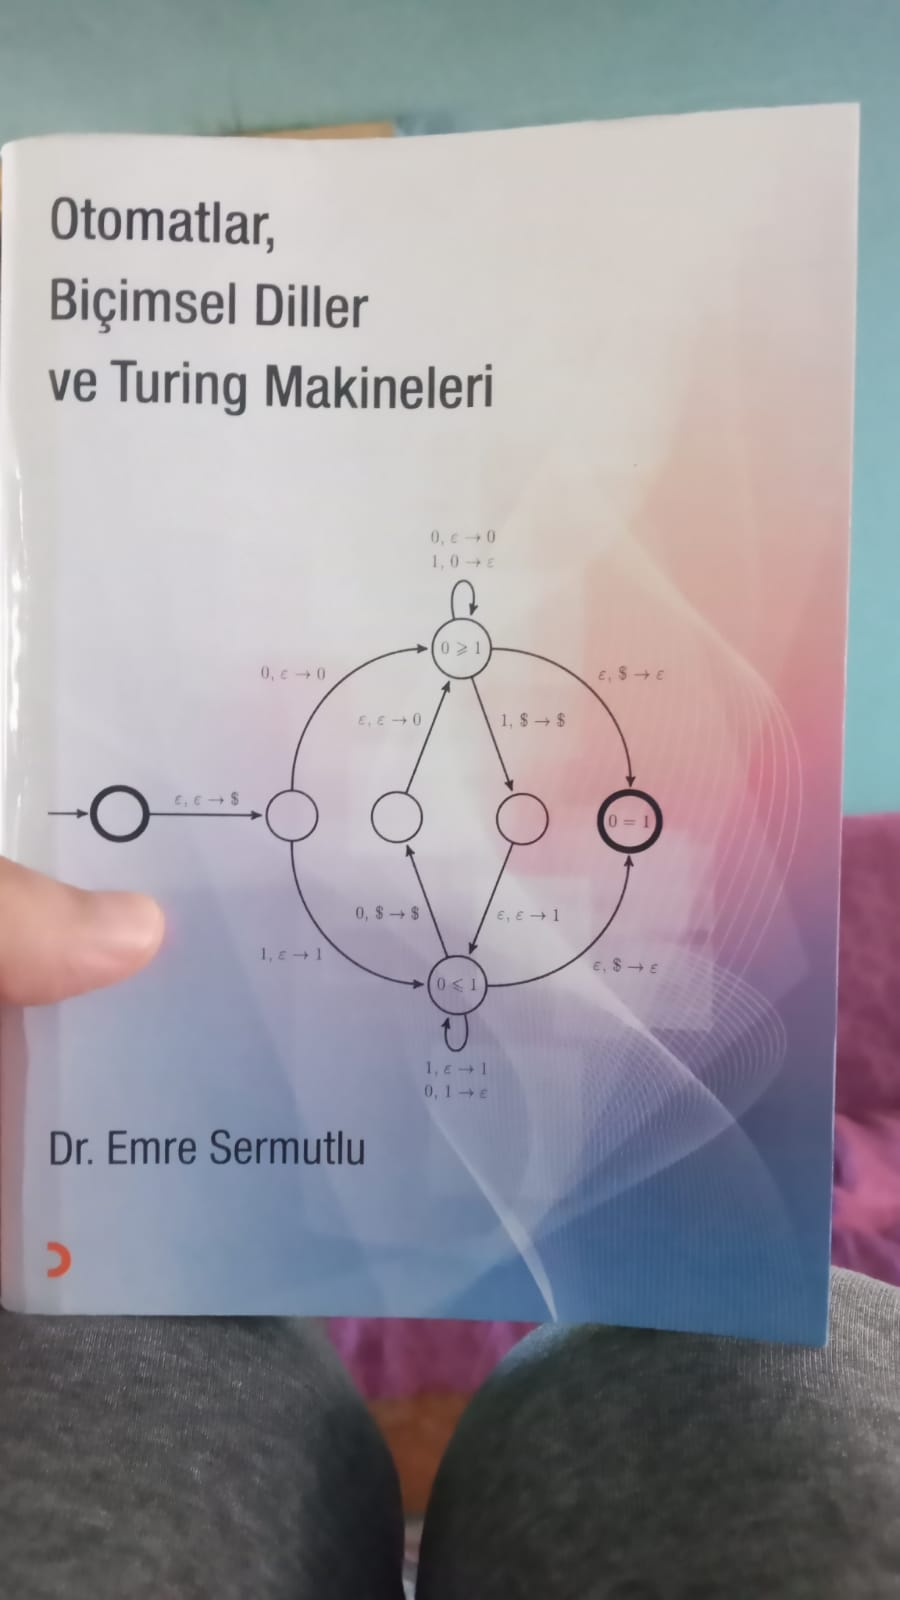 Otomatlar,
Biçimsel Diller
ve Turing Makineleri
0, ε → 0
1, 0 → ε
0 ⩾ 1
0, ε → 0
ε, $ → ε
ε, ε → 0
1, $ → $
ε, ε → $
0 = 1
0, $ → $
ε, ε → 1
1, ε → 1
ε, $ → ε
0 ⩽ 1
1, ε → 1
0, 1 → ε
Dr. Emre Sermutlu